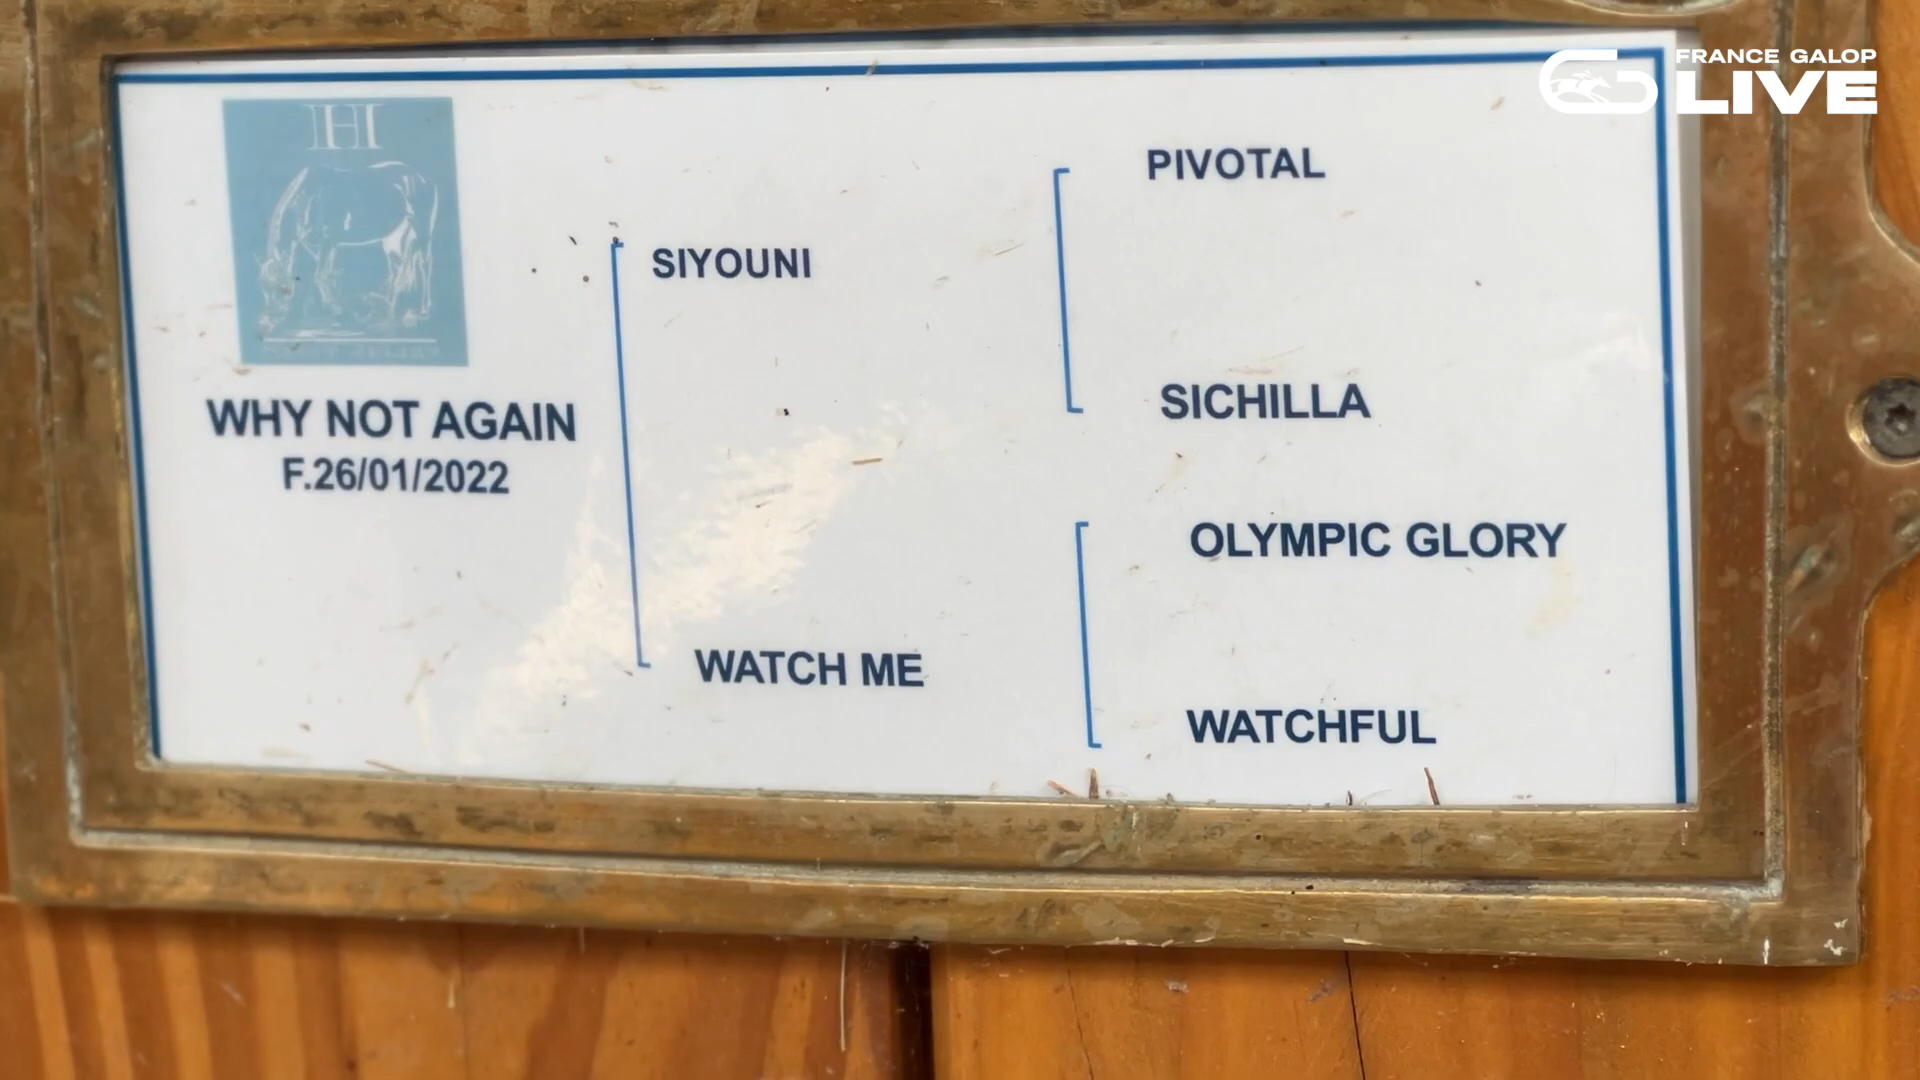 FRANCE GALOP
LIVE
H
PIVOTAL
SIYOUNI
SICHILLA
WHY NOT AGAIN
F.26/01/2022
OLYMPIC GLORY
WATCH ME
WATCHFUL